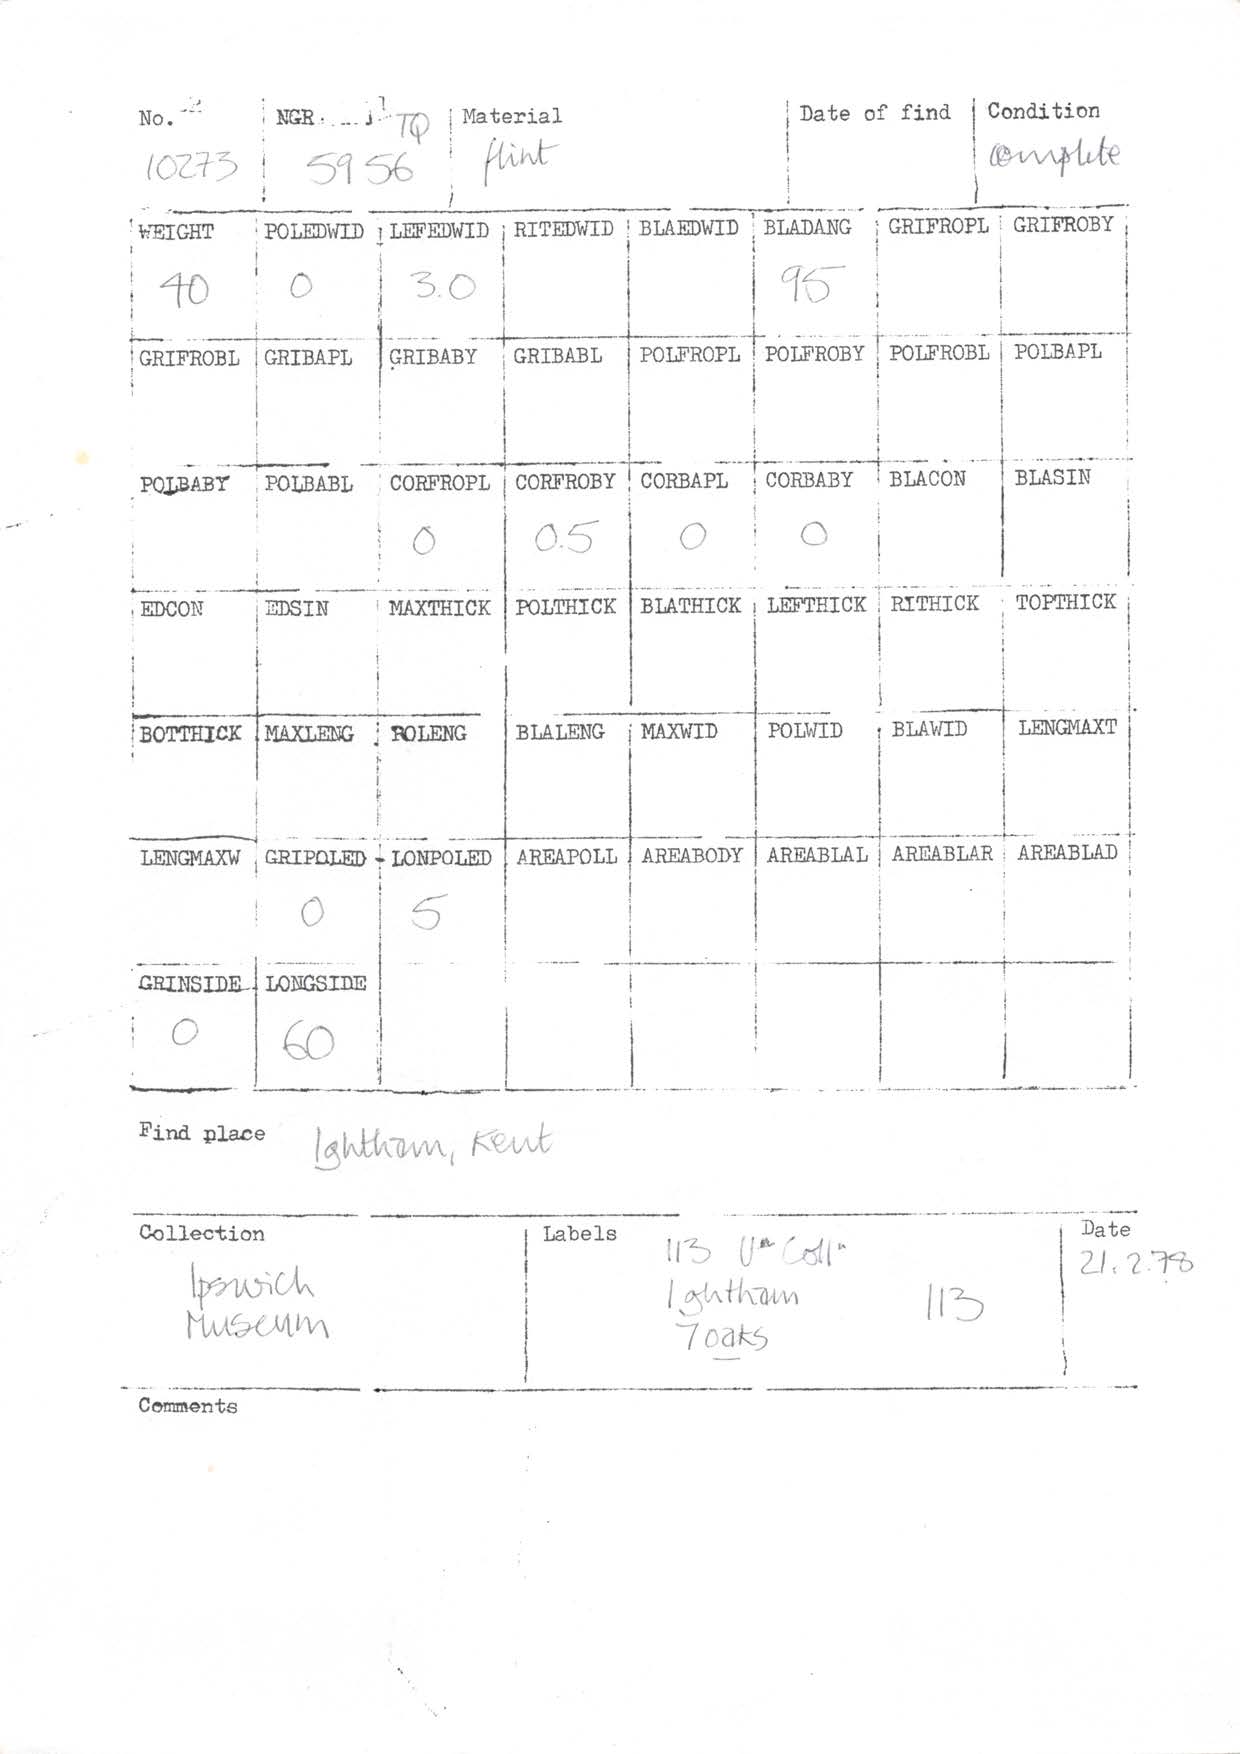 No. NGR TQ Material Date of find Condition
10273 5956 flint complete
WEIGHT POLEDWID LEFEDWID RITEDWID BLAEDWID BLADANG GRIFROPL GRIFROBY
40 0 3.0 95
GRIFROBL GRIBAPL GRIBABY GRIBABL POLFROPL POLFROBY POLFROBL POLBAPL
POLBABY POLBABL CORFROPL CORFROBY CORBAPL CORBABY BLACON BLASIN
0 0.5 0 0
EDCON EDSIN MAXTHICK POLTHICK BLATHICK LEFTHICK RITHICK TOPTHICK
BOTTHICK MAXLENG POLENG BLALENG MAXWID POLWID BLAWID LENGMAXT
LENGMAXW GRIPOLED LONPOLED AREAPOLL AREABODY AREABLAL AREABLAR AREABLAD
0 5
GRINSIDE LONGSIDE
0 60
Find place Ightham, Kent
Collection Labels Date
Ipswich Museum
113 Coll<sup>n</sup>
Ightham 113
7oaks
21.2.78
Comments